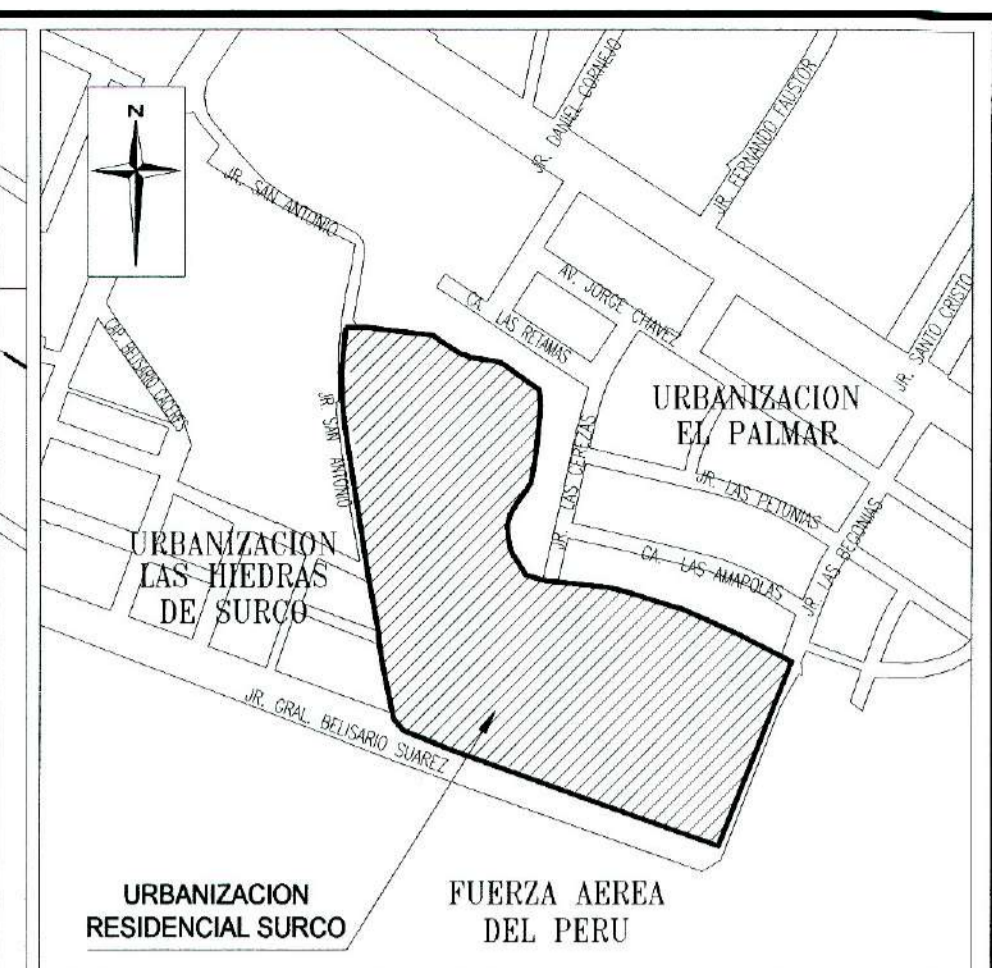 N
JR. DANIEL CORNEJO
JR. FERNANDO FAUSTOR
JR. SAN ANTONIO
AV. JORGE CHAVEZ
CA. LAS RETAMAS
JR. SANTO CRISTO
CAP. BELISARIO CACERES
URBANIZACION
EL PALMAR
JR. SAN ANTONIO
JR. LAS CEREZAS
JR. LAS PETUNIAS
JR. LAS BEGONIAS
CA. LAS AMAPOLAS
URBANIZACION
LAS HIEDRAS
DE SURCO
JR. GRAL. BELISARIO SUAREZ
URBANIZACION
RESIDENCIAL SURCO
FUERZA AEREA
DEL PERU